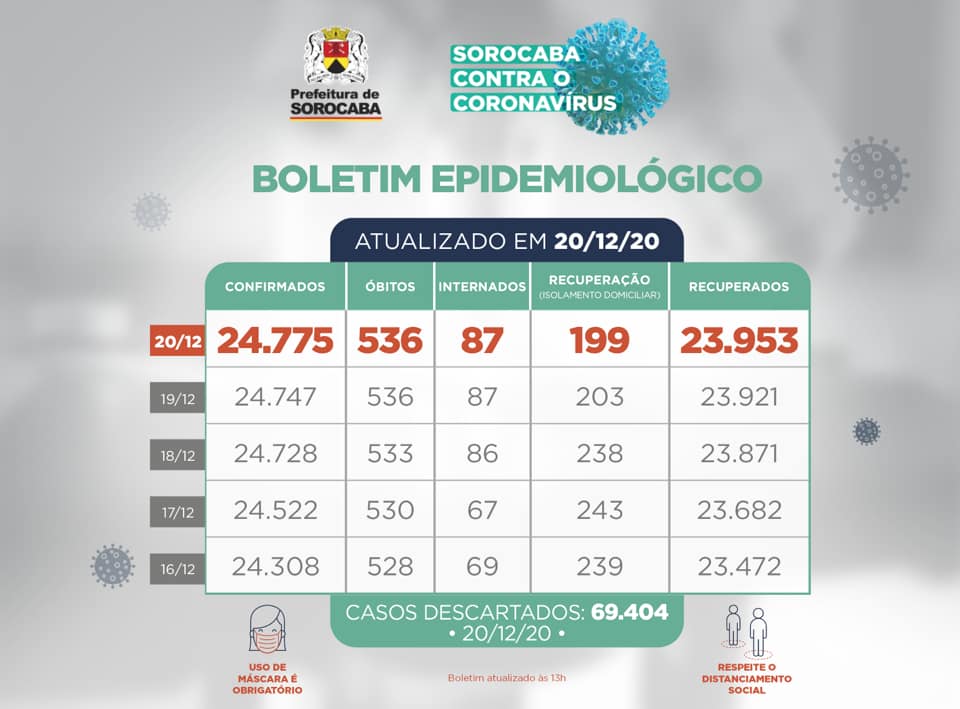 Prefeitura de
SOROCABA
SOROCABA
CONTRA O
CORONAVÍRUS
BOLETIM EPIDEMIOLÓGICO
ATUALIZADO EM 20/12/20
CONFIRMADOS ÓBITOS INTERNADOS RECUPERAÇÃO (ISOLAMENTO DOMICILIAR) RECUPERADOS
20/12 24.775 536 87 199 23.953
19/12 24.747 536 87 203 23.921
18/12 24.728 533 86 238 23.871
17/12 24.522 530 67 243 23.682
16/12 24.308 528 69 239 23.472
CASOS DESCARTADOS: 69.404
• 20/12/20 •
USO DE
MÁSCARA É
OBRIGATÓRIO
Boletim atualizado às 13h
RESPEITE O
DISTANCIAMENTO
SOCIAL